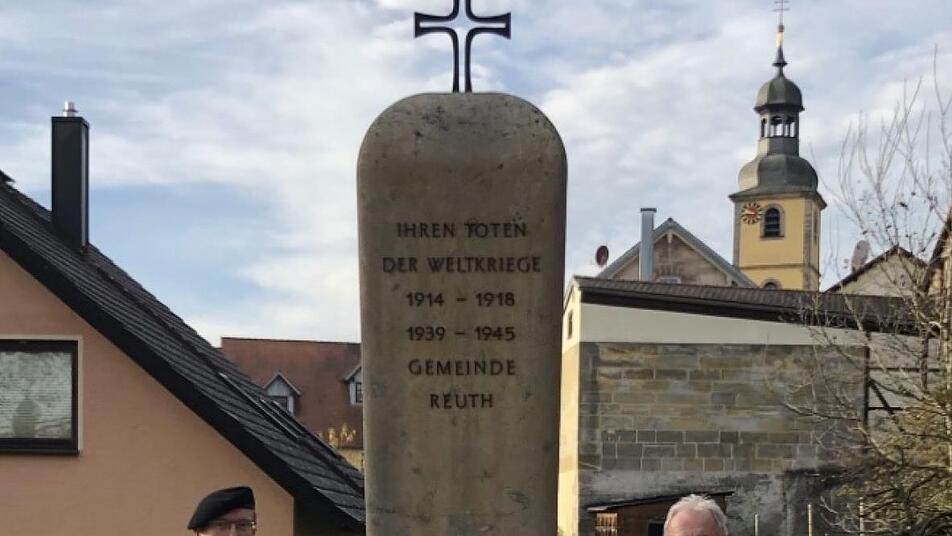 IHREN TOTEN
DER WELTKRIEGE
1914 - 1918
1939 - 1945
GEMEINDE
REUTH